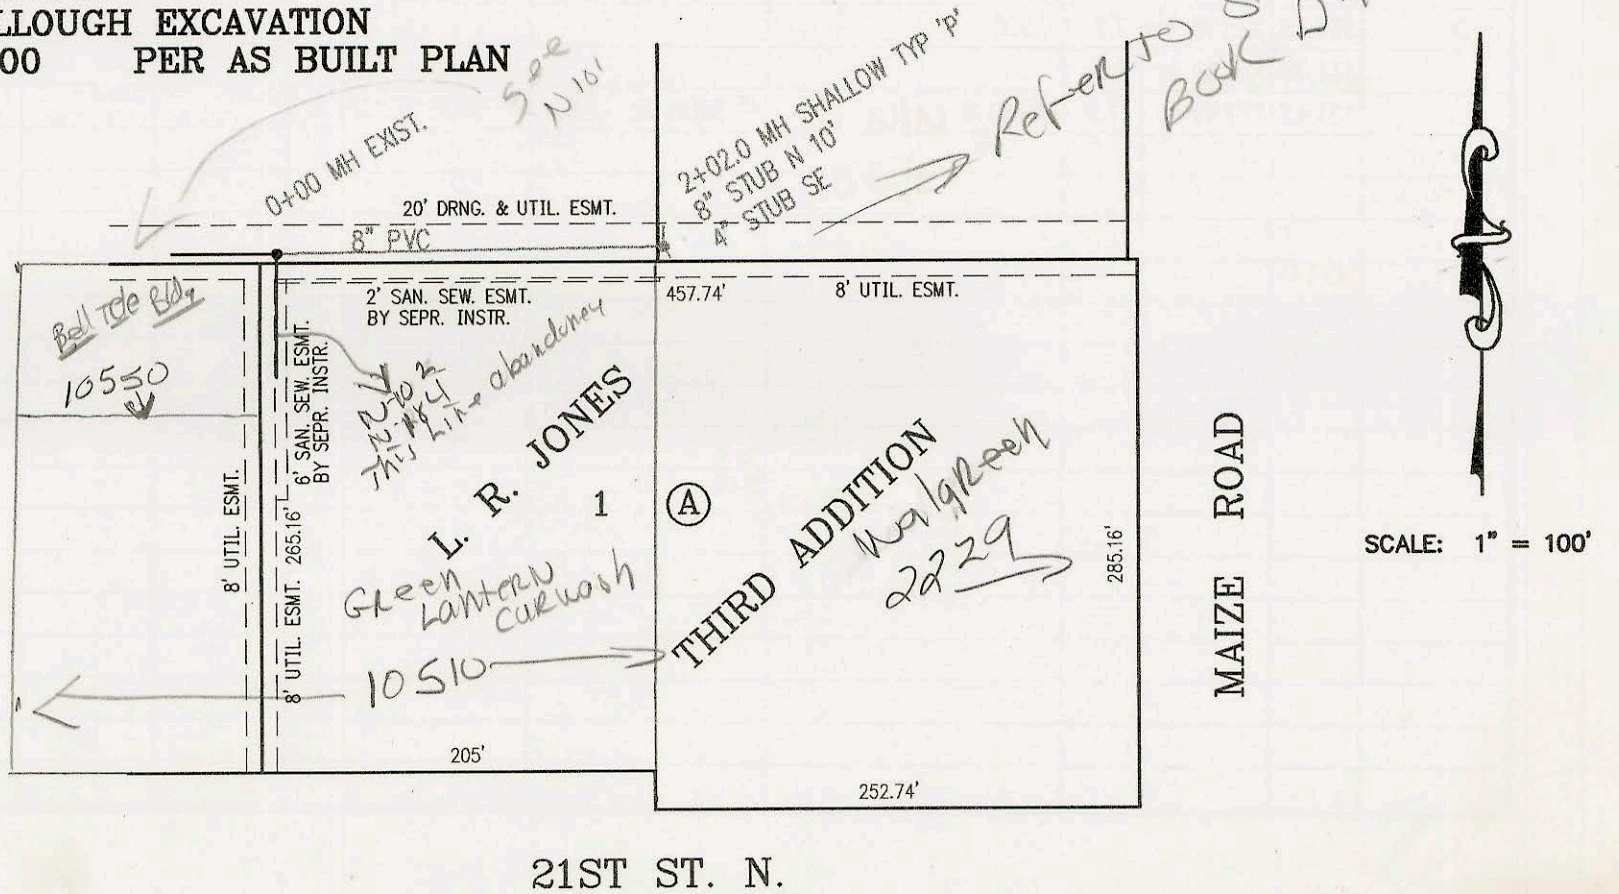 LLOUGH EXCAVATION
00 PER AS BUILT PLAN
See
N 10'
0+00 MH EXIST.
2+02.0 MH SHALLOW TYP 'P'
8" STUB N 10'
4" STUB SE
Refer to
Book
20' DRNG. & UTIL. ESMT.
8" PVC
2' SAN. SEW. ESMT.
BY SEPR. INSTR.
457.74'
8' UTIL. ESMT.
Bell Tele Bldg
10550
6' SAN. SEW. ESMT.
BY SEPR. INSTR.
This Line
8' UTIL. ESMT.
8' UTIL. ESMT. 265.16'
L. R. JONES
THIRD ADDITION
1
A
Walgreen
2229
Green
Lantern
carwash
10510
285.16'
MAIZE ROAD
SCALE: 1" = 100'
205'
252.74'
21ST ST. N.